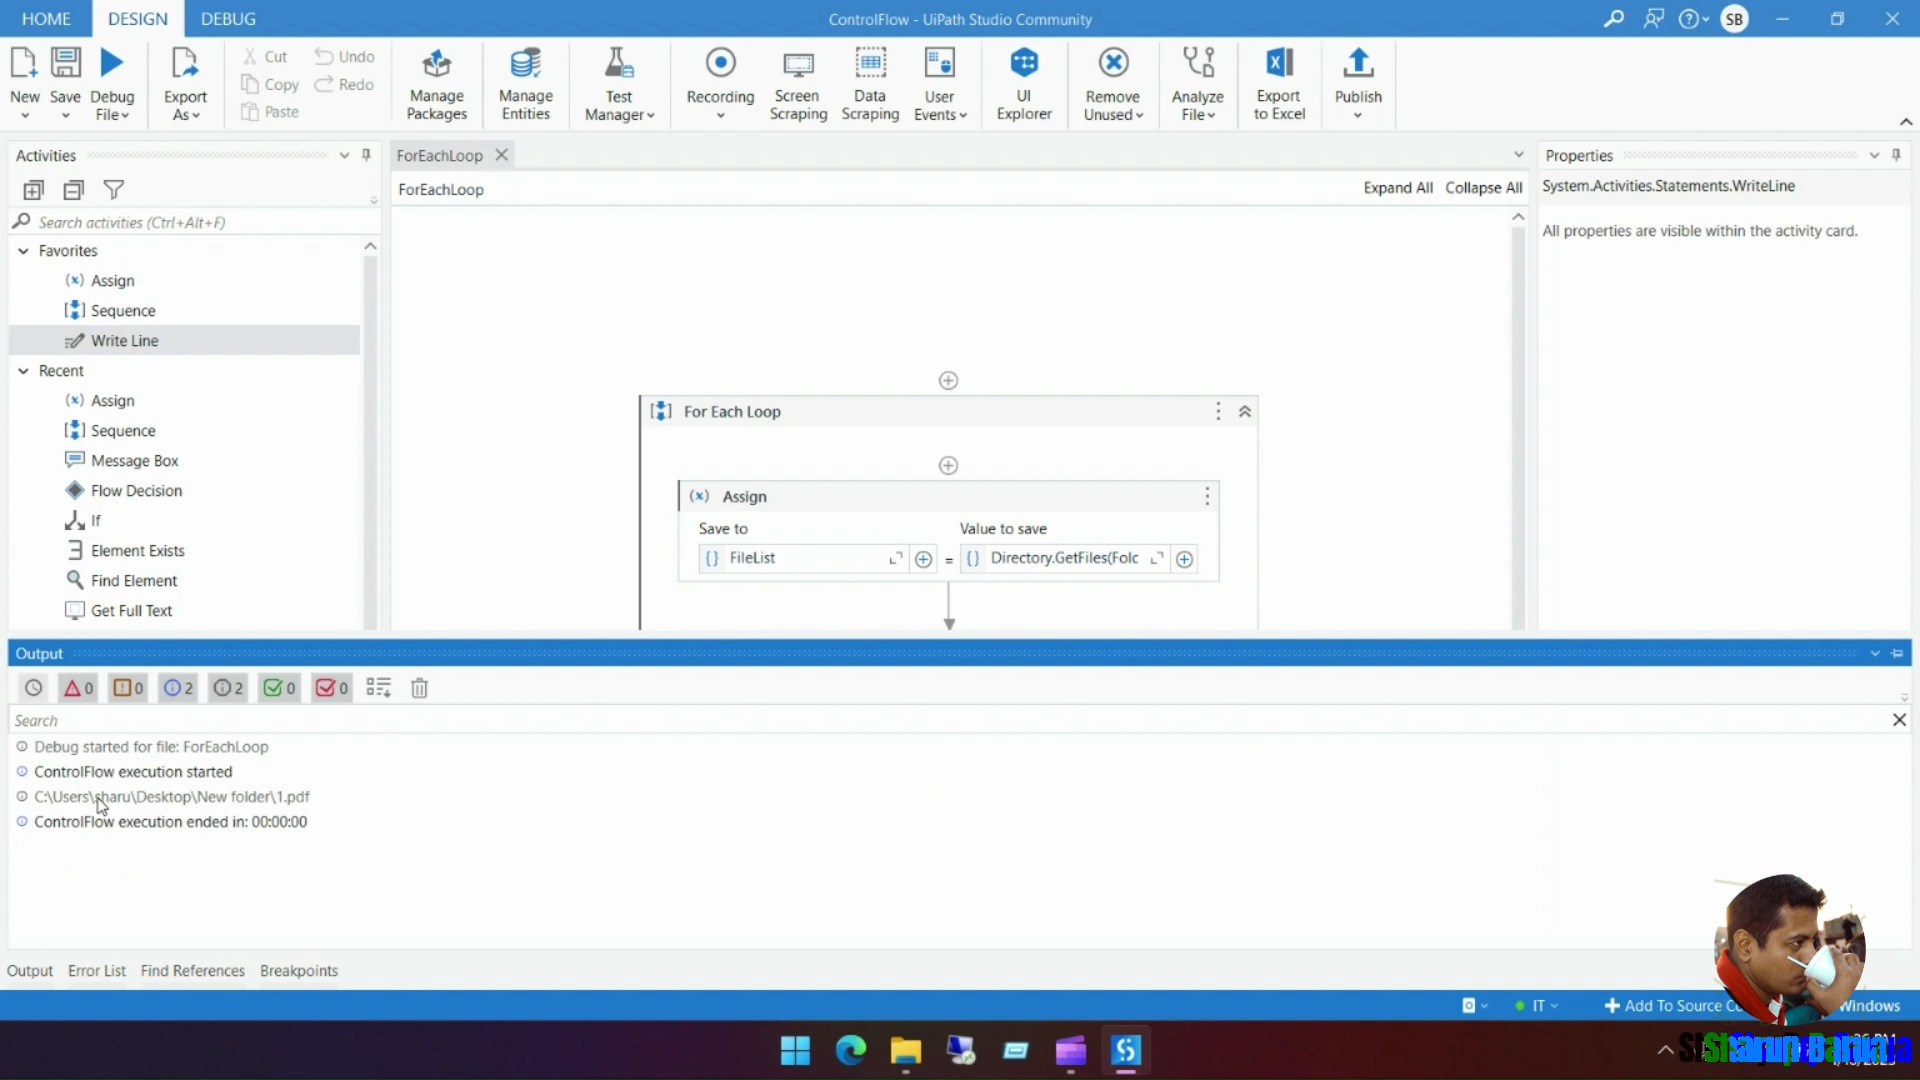 HOME DESIGN DEBUG
ControlFlow - UiPath Studio Community
SB
New
Save
Debug File
Export As
Cut
Copy
Paste
Undo
Redo
Manage Packages
Manage Entities
Test Manager
Recording
Screen Scraping
Data Scraping
User Events
UI Explorer
Remove Unused
Analyze File
Export to Excel
Publish
Activities
Search activities (Ctrl+Alt+F)
Favorites
Assign
Sequence
Write Line
Recent
Assign
Sequence
Message Box
Flow Decision
If
Element Exists
Find Element
Get Full Text
ForEachLoop
ForEachLoop
Expand All Collapse All
For Each Loop
Assign
Save to Value to save
FileList = Directory.GetFiles(Folc
Properties
System.Activities.Statements.WriteLine
All properties are visible within the activity card.
Output
0 0 2 2 0 0
Search
Debug started for file: ForEachLoop
ControlFlow execution started
C:\Users\sharu\Desktop\New folder\1.pdf
ControlFlow execution ended in: 00:00:00
Output Error List Find References Breakpoints
IT
Add To Source
Windows